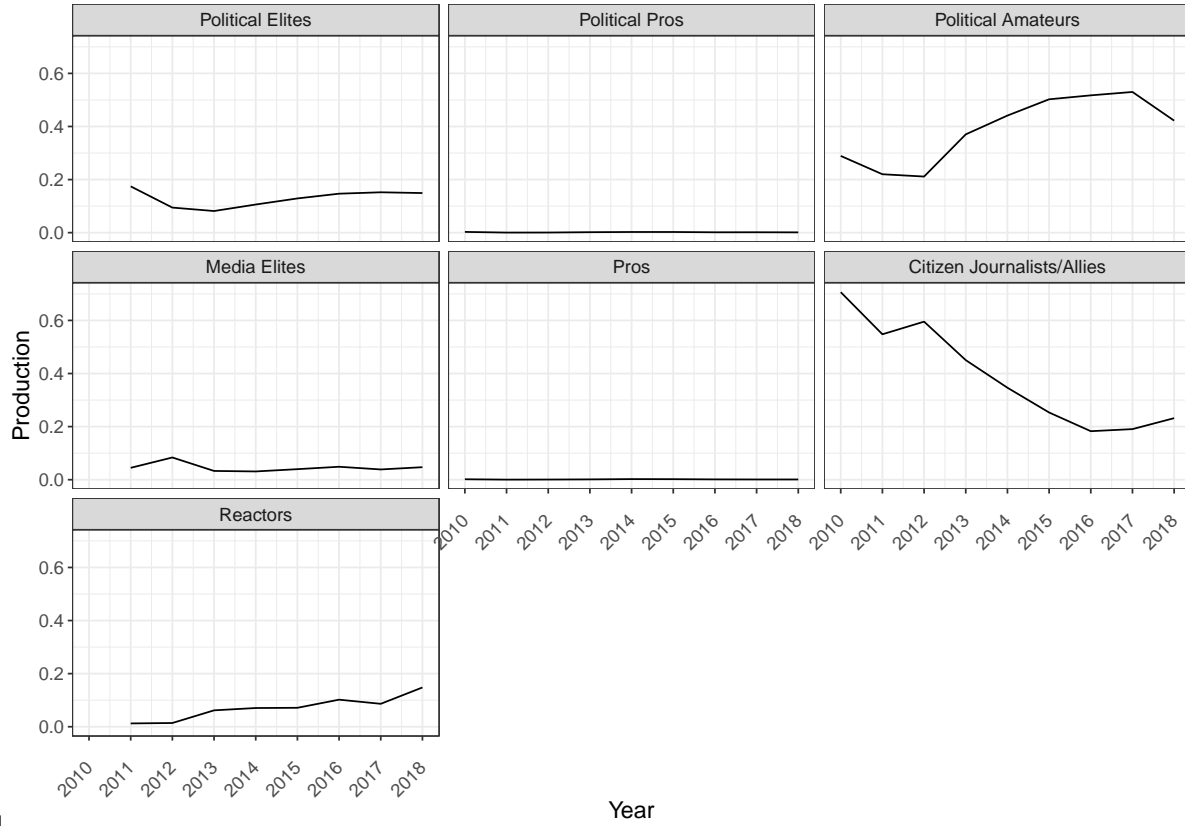 Political Elites
Political Pros
Political Amateurs
0.6
0.4
0.2
0.0
Media Elites
Pros
Citizen Journalists/Allies
0.6
0.4
0.2
0.0
Production
Reactors
2010 2011 2012 2013 2014 2015 2016 2017 2018
2010 2011 2012 2013 2014 2015 2016 2017 2018
0.6
0.4
0.2
0.0
2010 2011 2012 2013 2014 2015 2016 2017 2018
Year